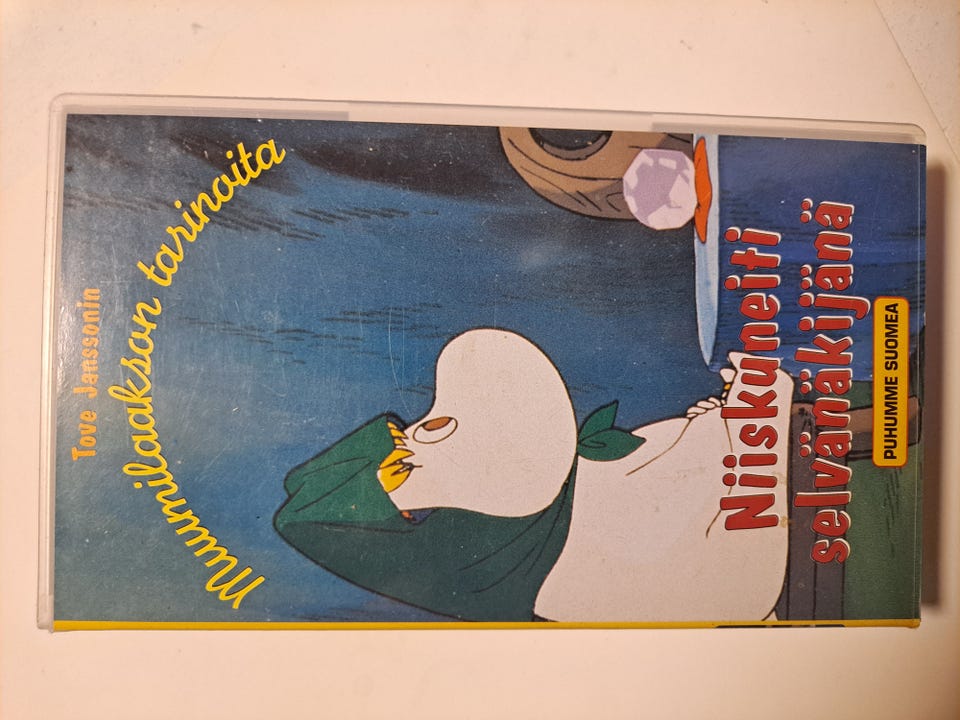 Tove Janssonin
Muumilaakson tarinoita
Niiskuneiti
selvänäkijänä
PUHUMME SUOMEA